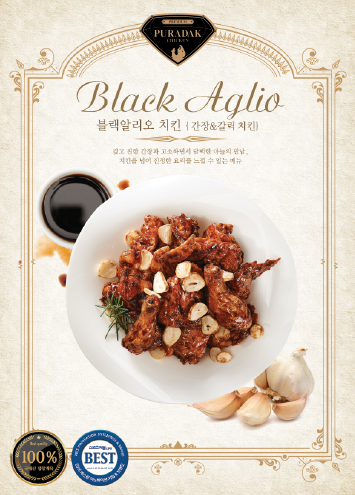 PURADAK
CHICKEN
Black Aglio
블랙알리오 치킨 (간장&갈릭 치킨)
깊고 진한 간장과 고소하면서 담백한 마늘의 만남,
치킨을 넘어 진정한 요리를 느낄 수 있는 메뉴
100%
BEST